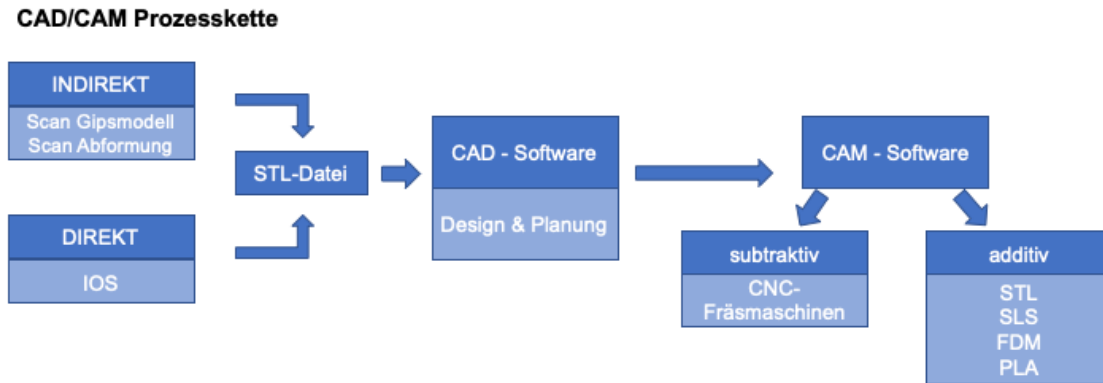 CAD/CAM Prozesskette
INDIREKT
Scan Gipsmodell
Scan Abformung
DIREKT
IOS
STL-Datei
CAD - Software
Design & Planung
CAM - Software
subtraktiv
CNC-
Fräsmaschinen
additiv
STL
SLS
FDM
PLA